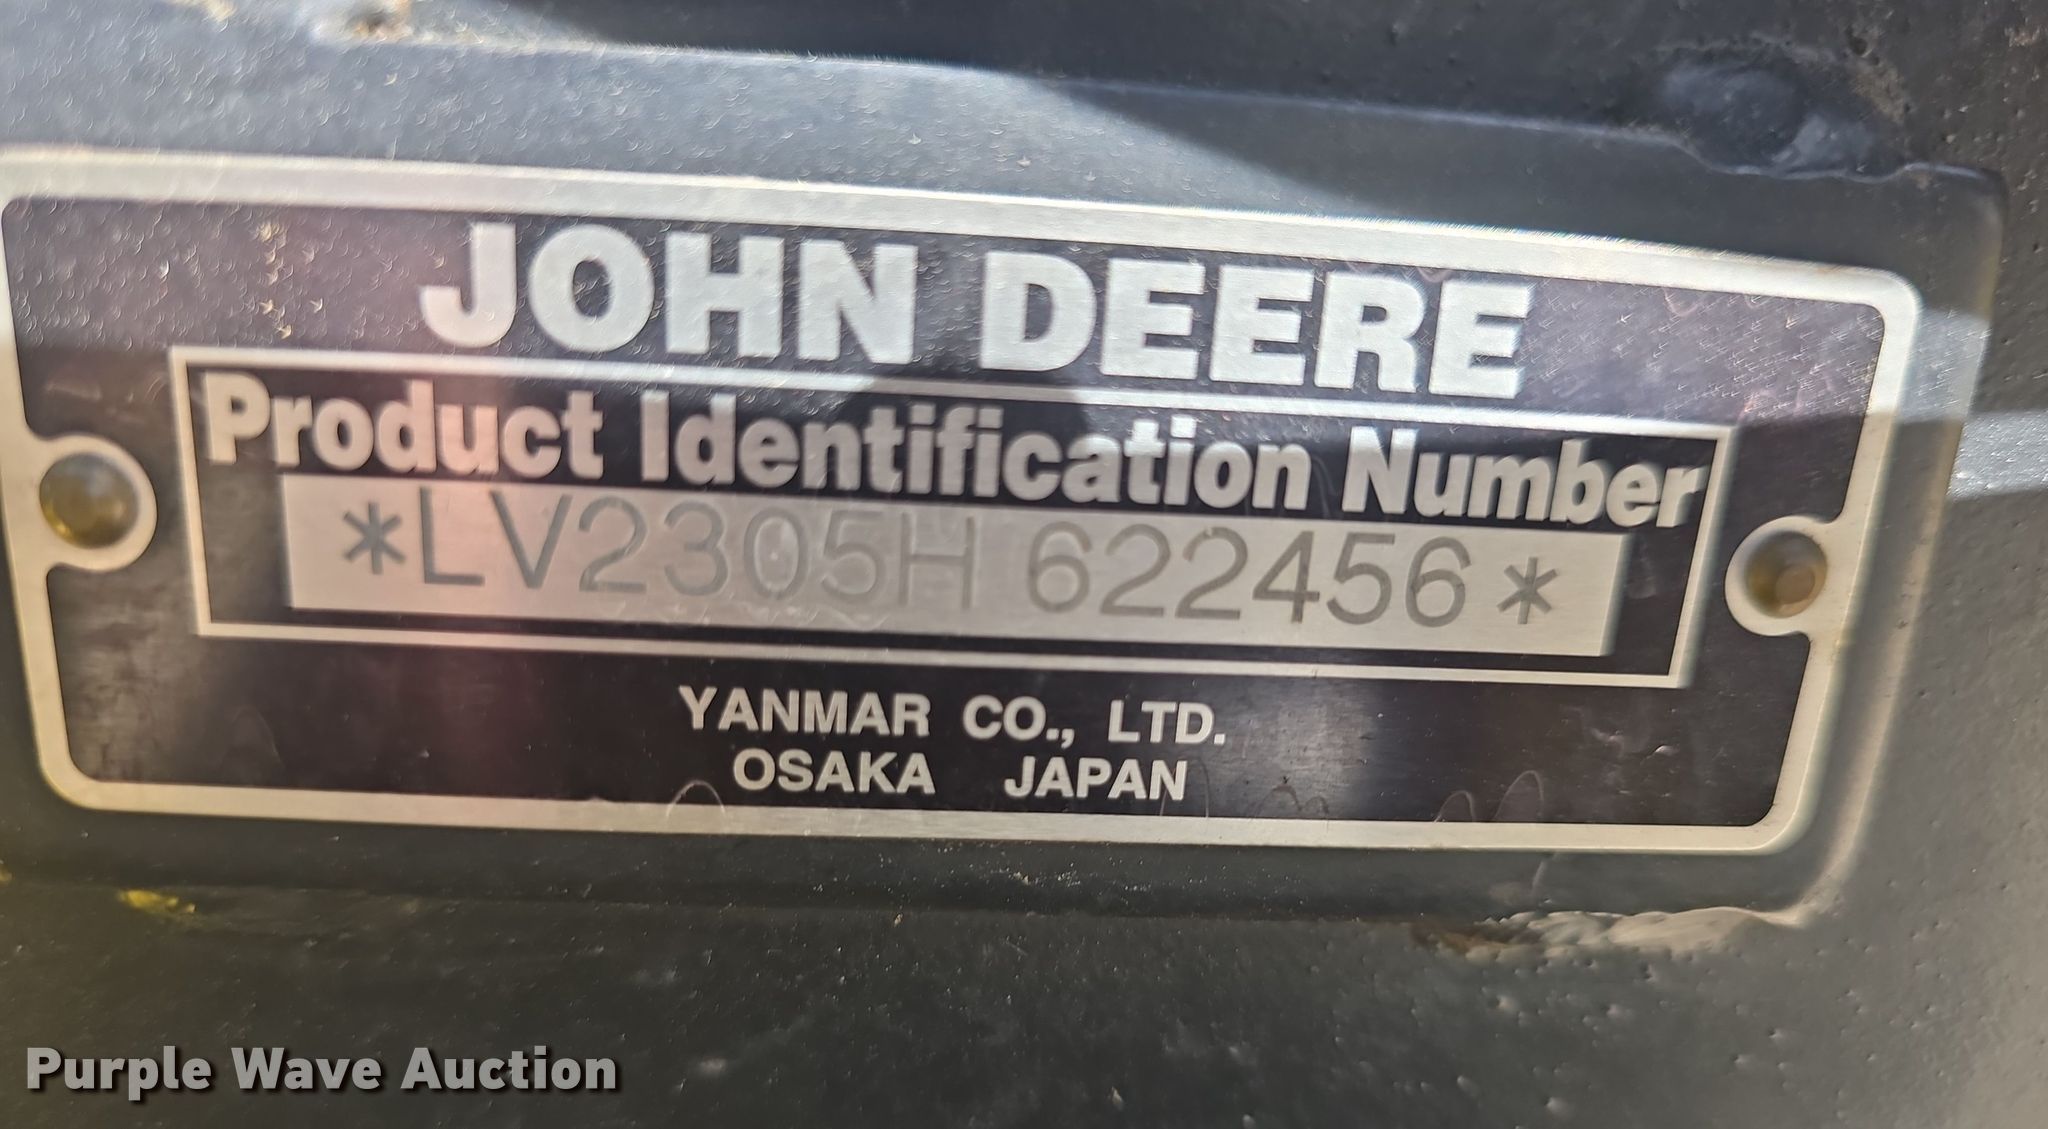 JOHN DEERE
Product Identification Number
*LV2305H 622456*
YANMAR CO., LTD.
OSAKA JAPAN
Purple Wave Auction